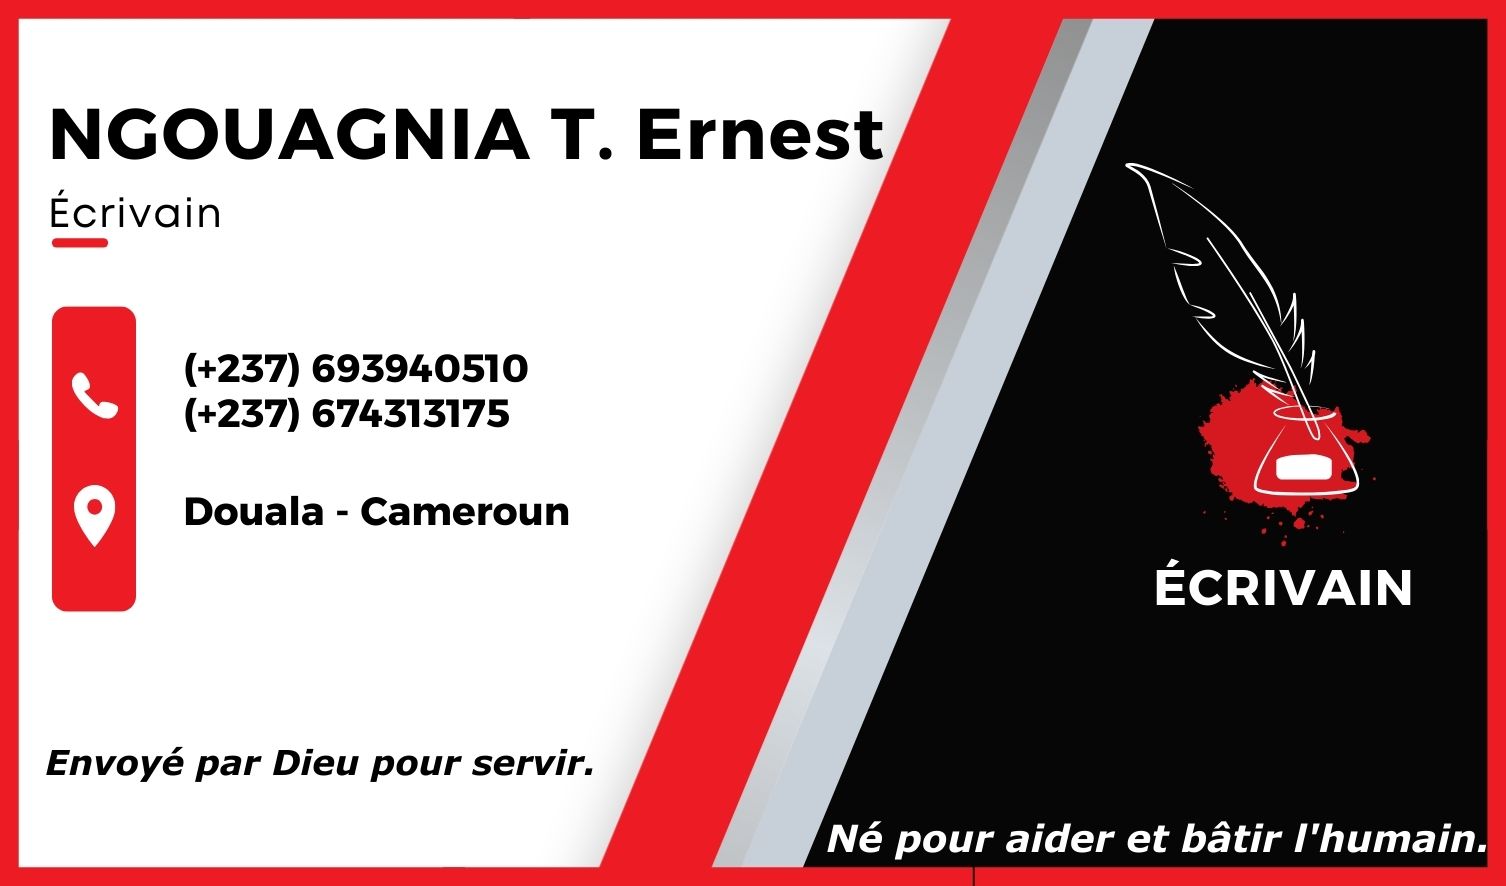 NGOUAGNIA T. Ernest
Écrivain
(+237) 693940510
(+237) 674313175
Douala - Cameroun
Envoyé par Dieu pour servir.
ÉCRIVAIN
Né pour aider et bâtir l'humain.